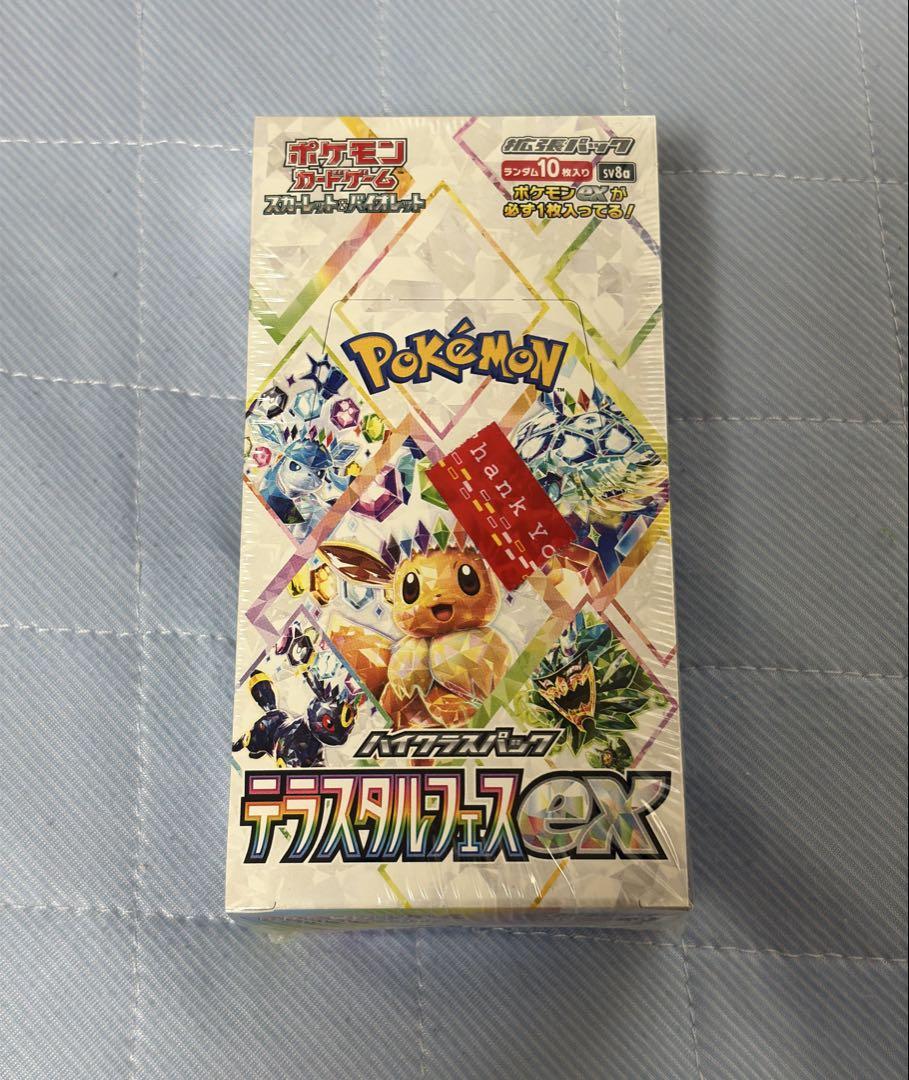 ポケモン
カードゲーム™
スカーレット&バイオレット
拡張パック
ランダム10枚入り
sv8a
ポケモンexが
必ず1枚入ってる!
POKéMON™
hank yo
ハイクラスパック
テラスタル・フェスex